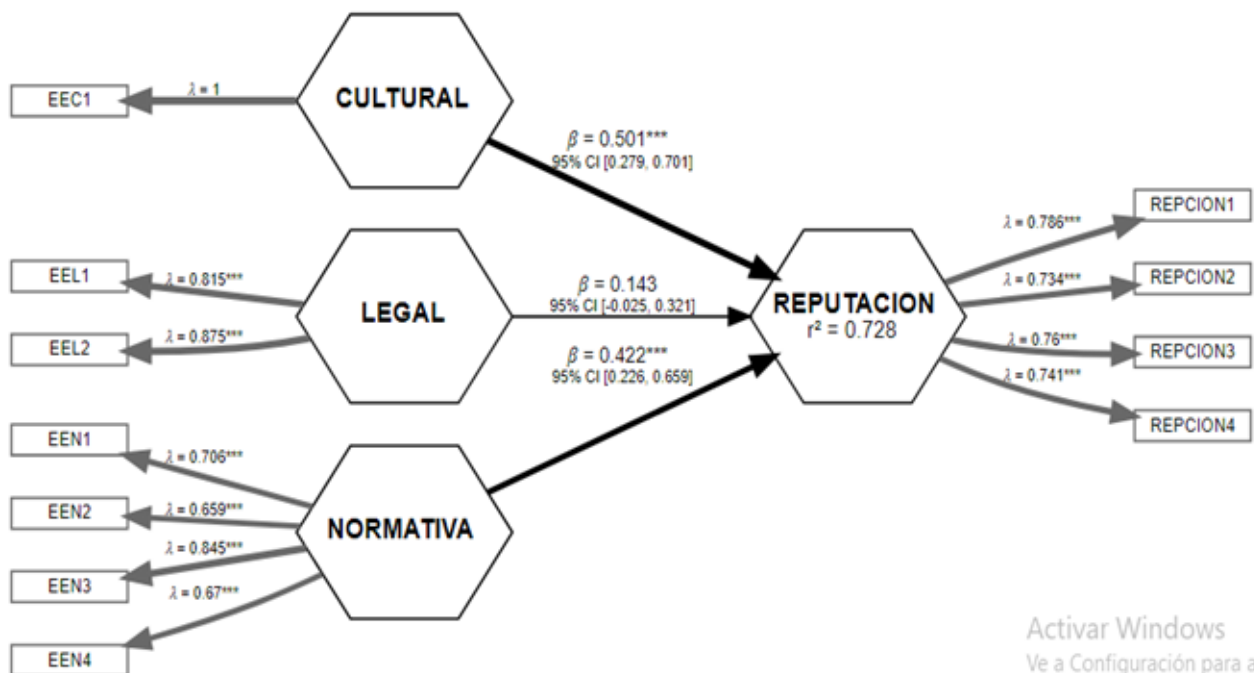 CULTURAL
EEC1
λ = 1
β = 0.501***
95% CI [0.279, 0.701]
REPCION1
λ = 0.786***
EEL1
λ = 0.815***
LEGAL
EEL2
λ = 0.875***
β = 0.143
95% CI [-0.025, 0.321]
REPUTACION
r² = 0.728
λ = 0.734***
REPCION2
λ = 0.76***
REPCION3
λ = 0.741***
REPCION4
β = 0.422***
95% CI [0.226, 0.659]
EEN1
λ = 0.706***
EEN2
λ = 0.659***
NORMATIVA
λ = 0.845***
EEN3
λ = 0.67***
EEN4
Activar Windows
Ve a Configuración para a